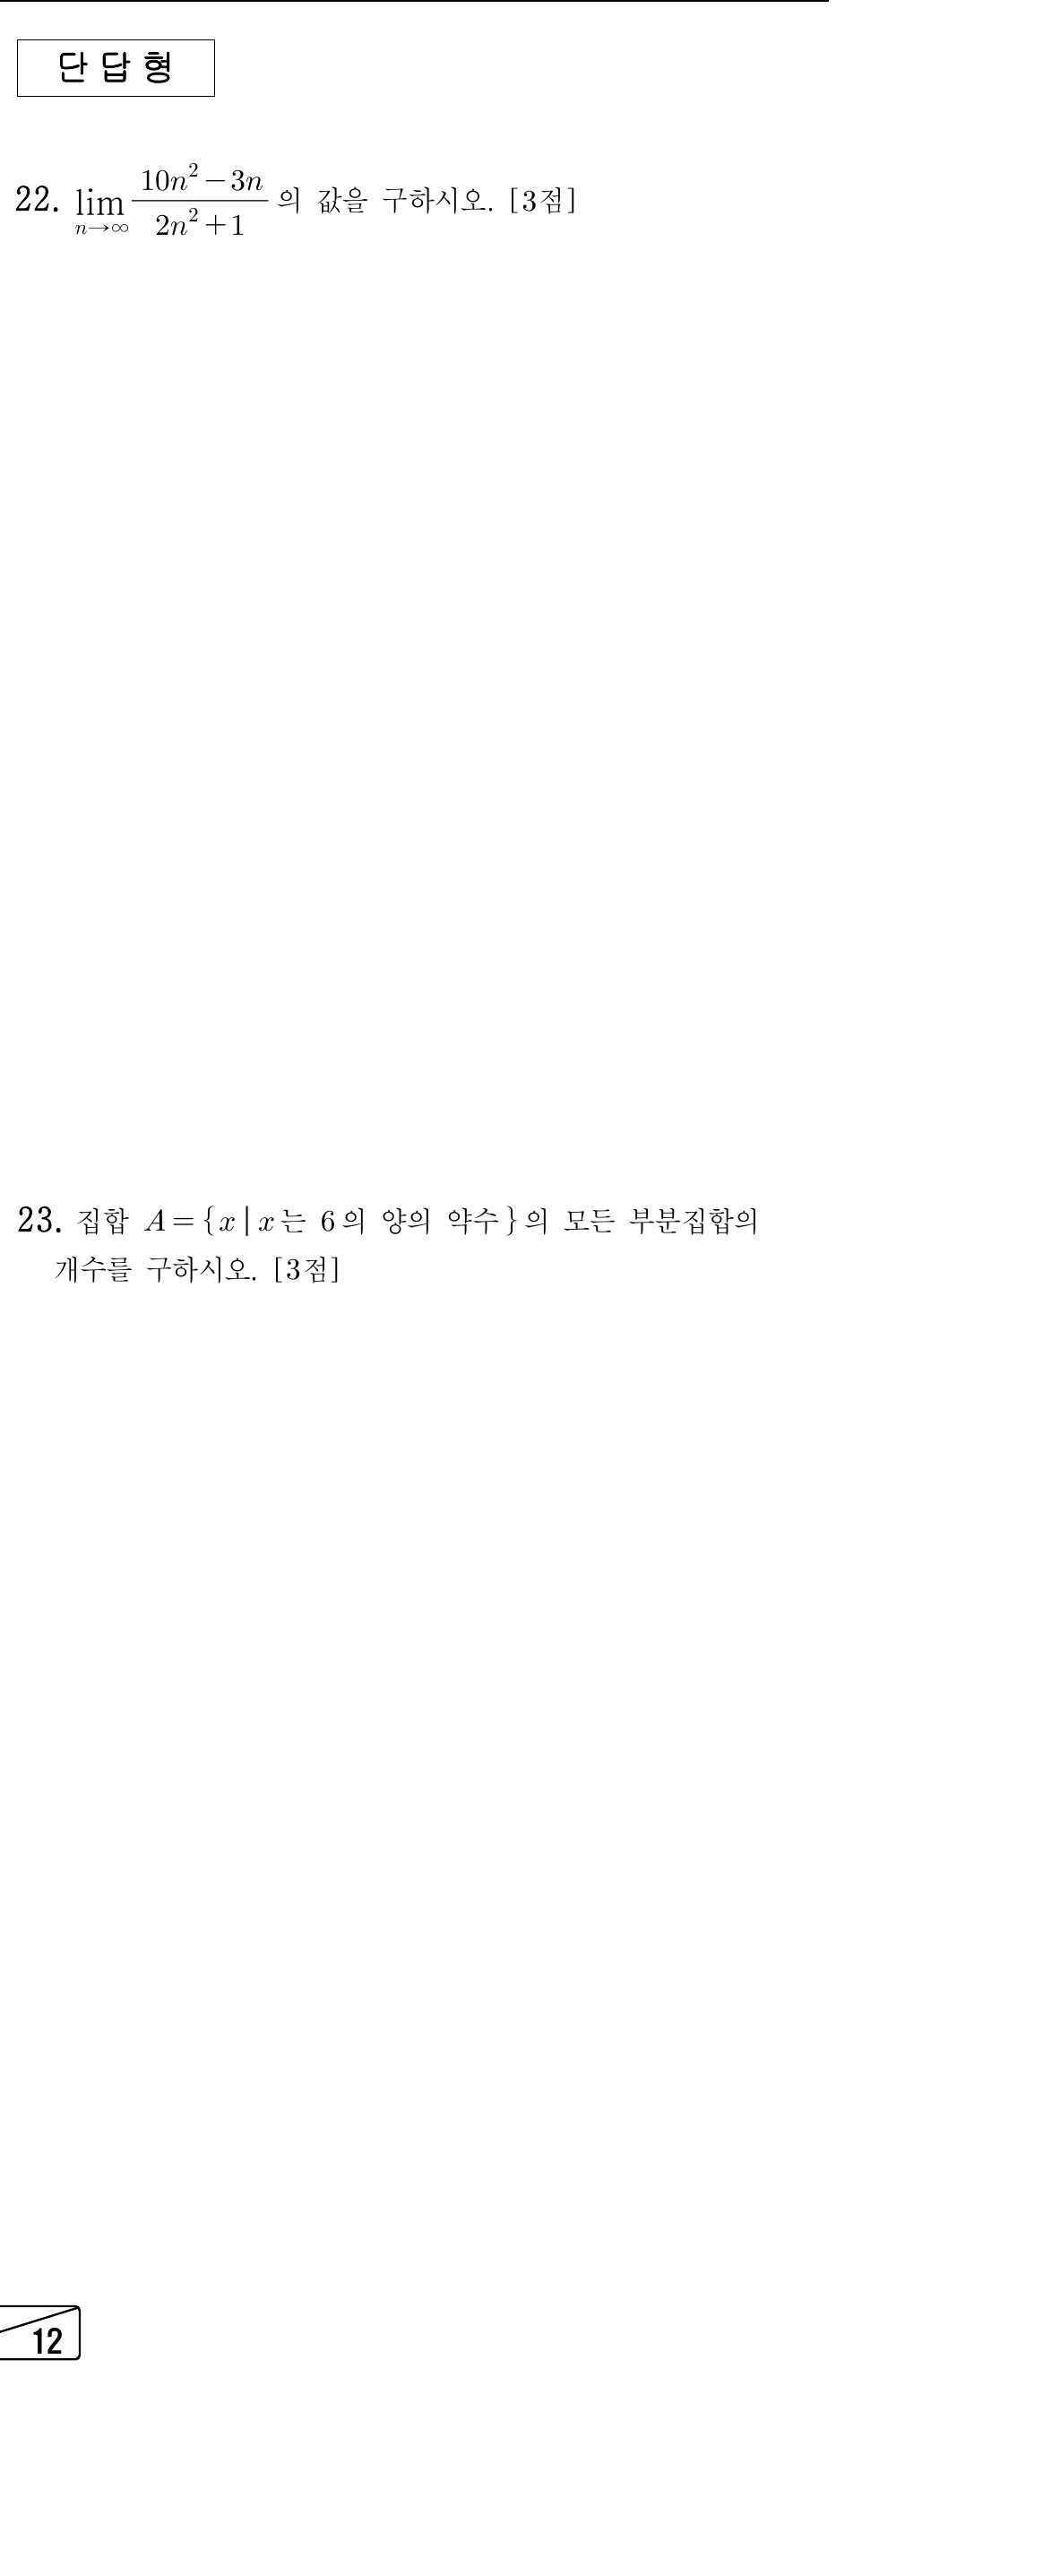 단 답 형
22. $\lim_{n \to \infty} \frac{10n^2 - 3n}{2n^2 + 1}$ 의 값을 구하시오. [3점]
23. 집합 $A = \{x \mid x$는 6의 양의 약수$\}$의 모든 부분집합의
개수를 구하시오. [3점]
12